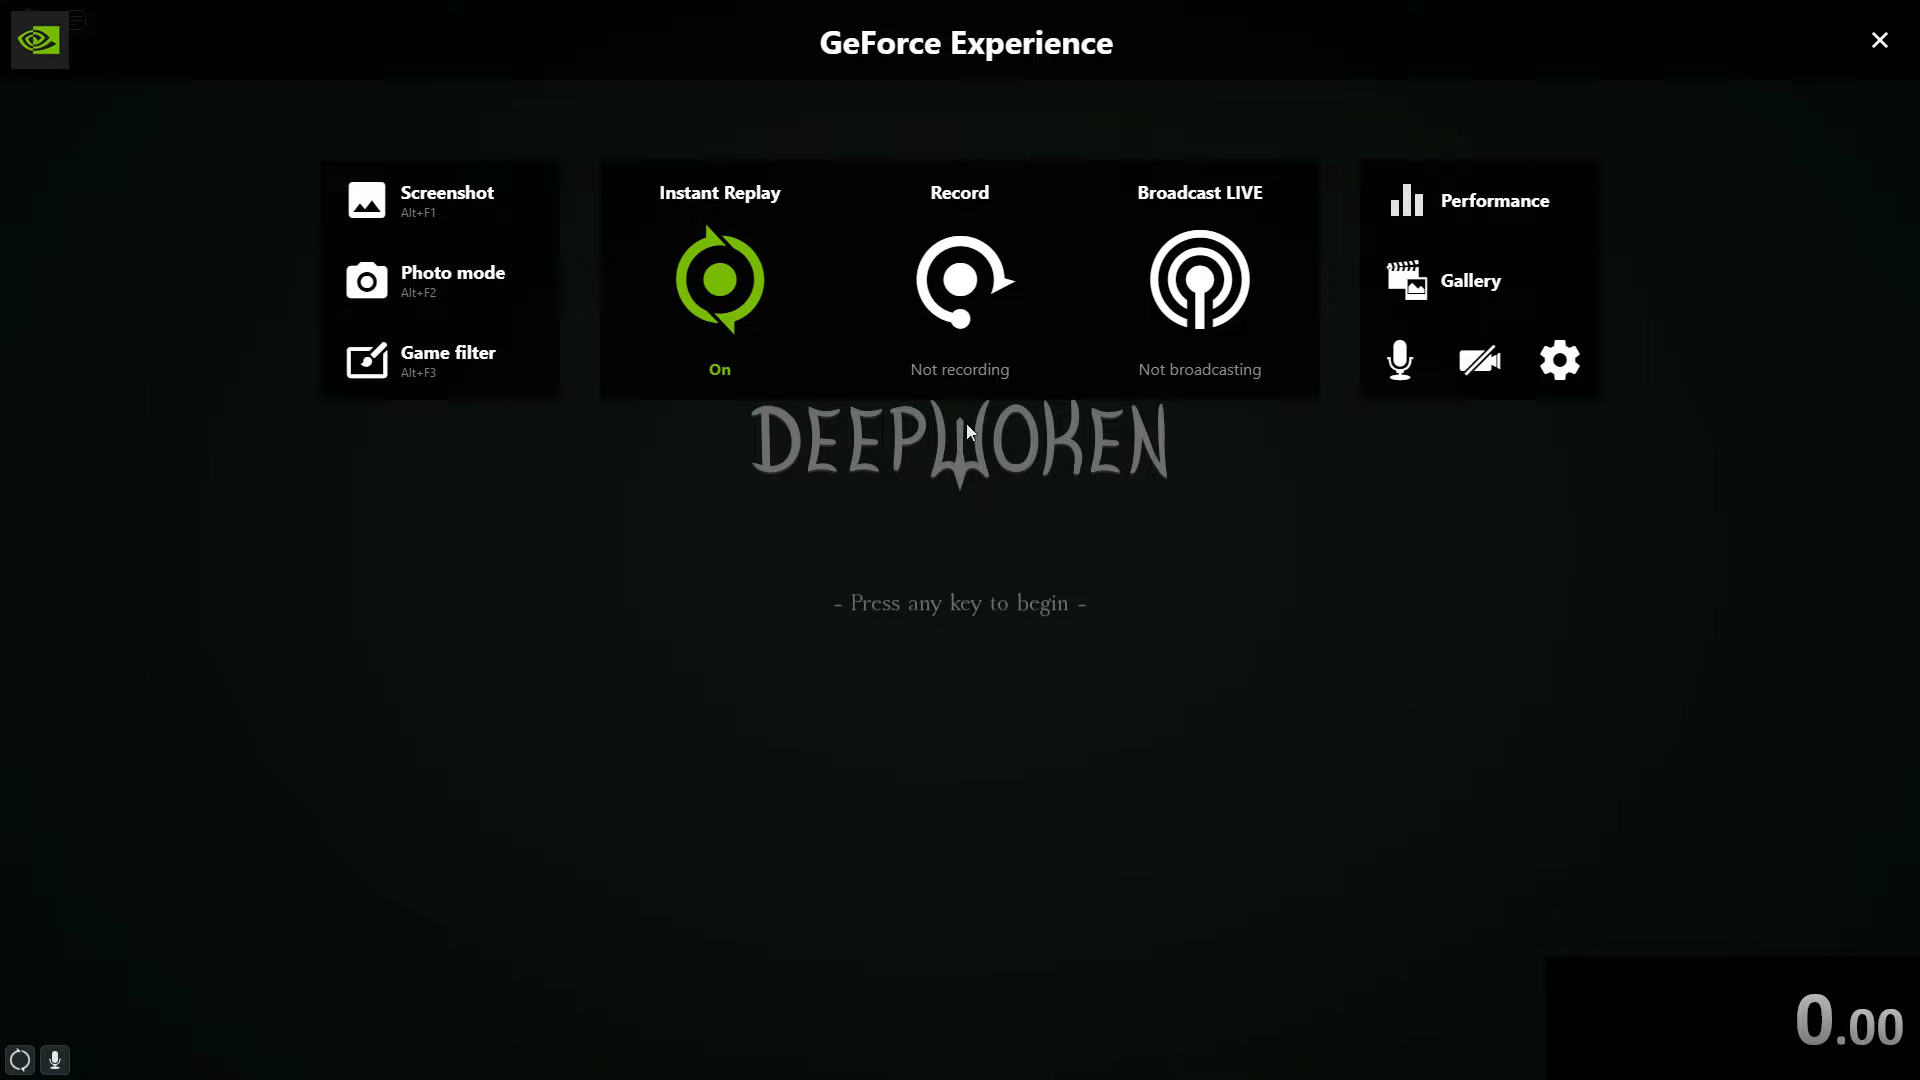 GeForce Experience
Screenshot
Alt+F1
Photo mode
Alt+F2
Game filter
Alt+F3
Instant Replay
On
Record
Not recording
Broadcast LIVE
Not broadcasting
Performance
Gallery
DEEPWOKEN
- Press any key to begin -
0.00